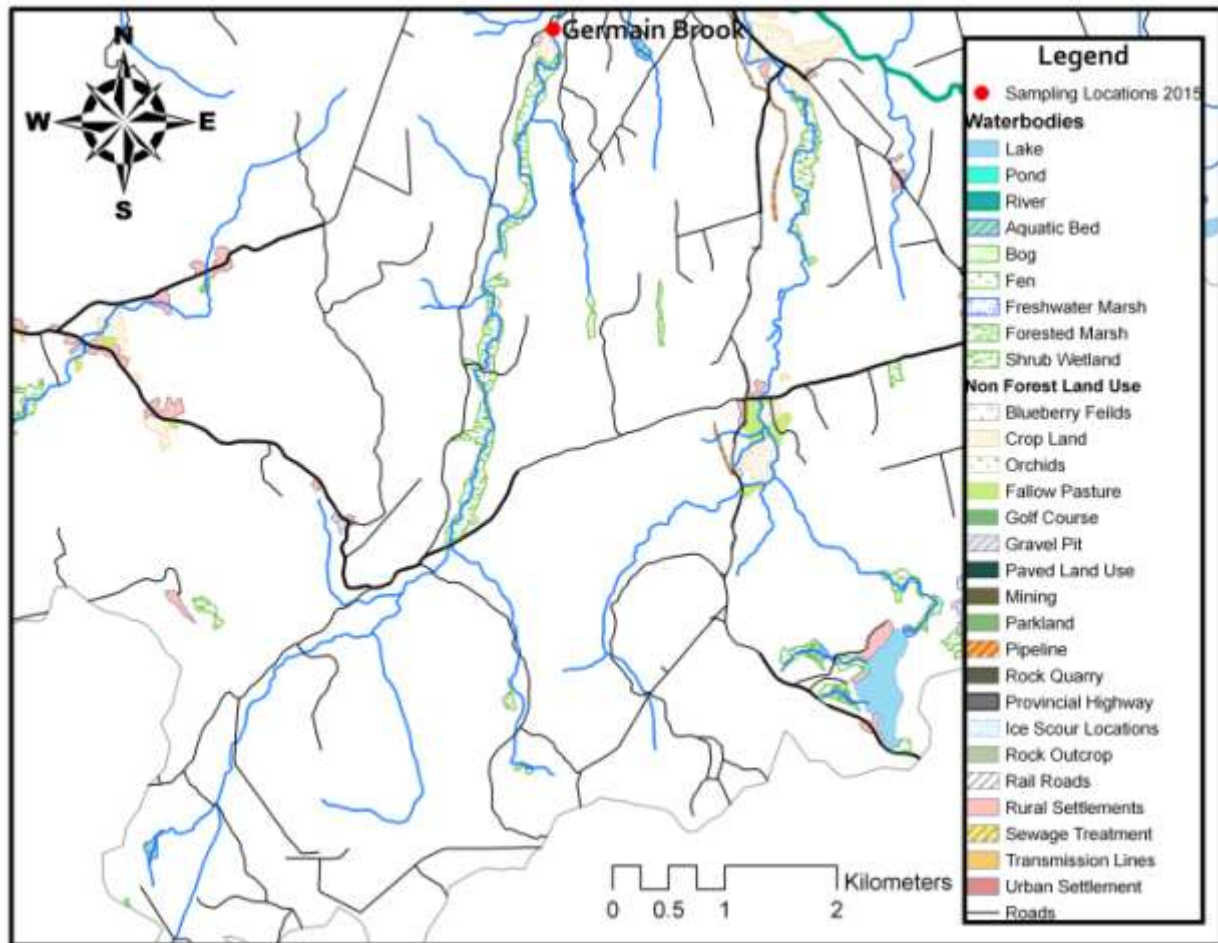 N
W E
S
Germain Brook
Legend
Sampling Locations 2015
Waterbodies
Lake
Pond
River
Aquatic Bed
Bog
Fen
Freshwater Marsh
Forested Marsh
Shrub Wetland
Non Forest Land Use
Blueberry Feilds
Crop Land
Orchids
Fallow Pasture
Golf Course
Gravel Pit
Paved Land Use
Mining
Parkland
Pipeline
Rock Quarry
Provincial Highway
Ice Scour Locations
Rock Outcrop
Rail Roads
Rural Settlements
Sewage Treatment
Transmission Lines
Urban Settlement
Roads
Kilometers
0 0.5 1 2